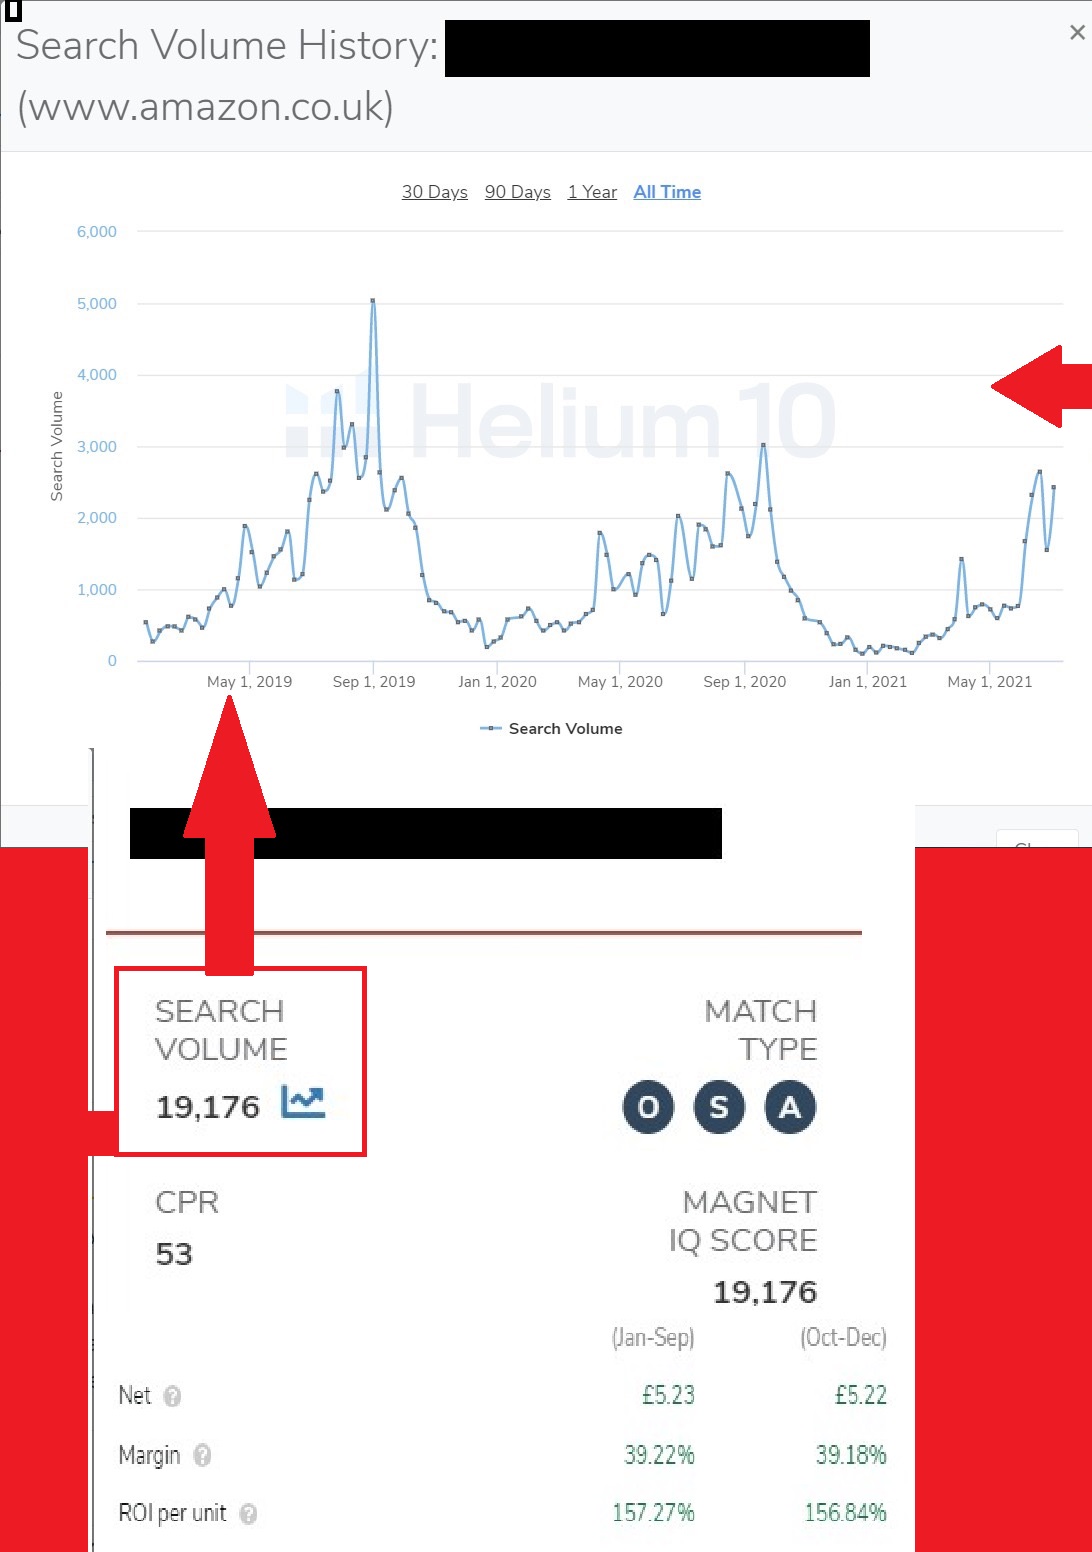 Search Volume History:
(www.amazon.co.uk)
×
30 Days 90 Days 1 Year All Time
6,000
5,000
4,000
3,000
2,000
1,000
0
Search Volume
Helium 10
May 1, 2019 Sep 1, 2019 Jan 1, 2020 May 1, 2020 Sep 1, 2020 Jan 1, 2021 May 1, 2021
Search Volume
SEARCH
VOLUME
19,176
MATCH
TYPE
O S A
CPR
53
MAGNET
IQ SCORE
19,176
(Jan-Sep) (Oct-Dec)
Net ? £5.23 £5.22
Margin ? 39.22% 39.18%
ROI per unit ? 157.27% 156.84%